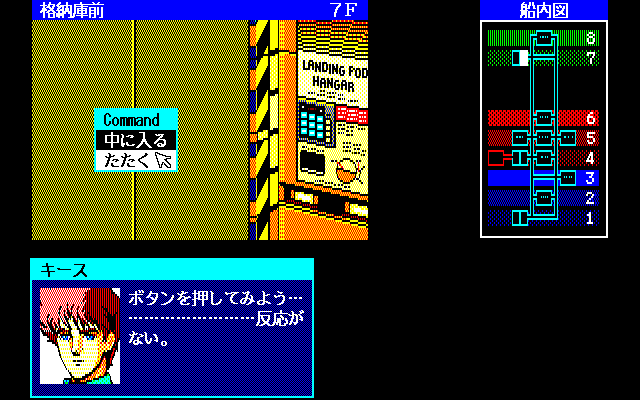 格納庫前
7F
船内図
LANDING POD
HANGAR
Command
中に入る
たたく
8
7
6
5
4
3
2
1
キース
ボタンを押してみよう…
……………………反応が
ない。